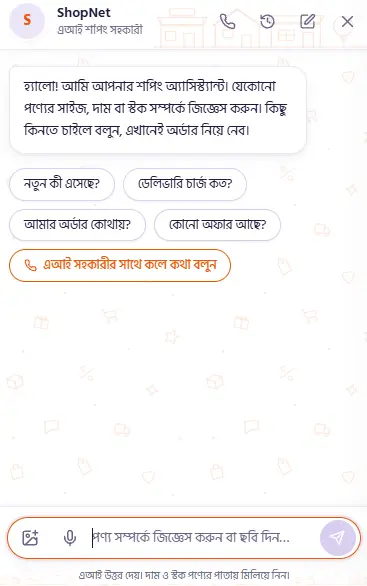 S
ShopNet
এআই শপিং সহকারী
হ্যালো! আমি আপনার শপিং অ্যাসিস্ট্যান্ট। যেকোনো
পণ্যের সাইজ, দাম বা স্টক সম্পর্কে জিজ্ঞেস করুন। কিছু
কিনতে চাইলে বলুন, এখানেই অর্ডার নিয়ে নেব।
নতুন কী এসেছে? ডেলিভারি চার্জ কত?
আমার অর্ডার কোথায়? কোনো অফার আছে?
এআই সহকারীর সাথে কলে কথা বলুন
পণ্য সম্পর্কে জিজ্ঞেস করুন বা ছবি দিন...
এআই উত্তর দেয়। দাম ও স্টক পণ্যের পাতায় মিলিয়ে নিন।